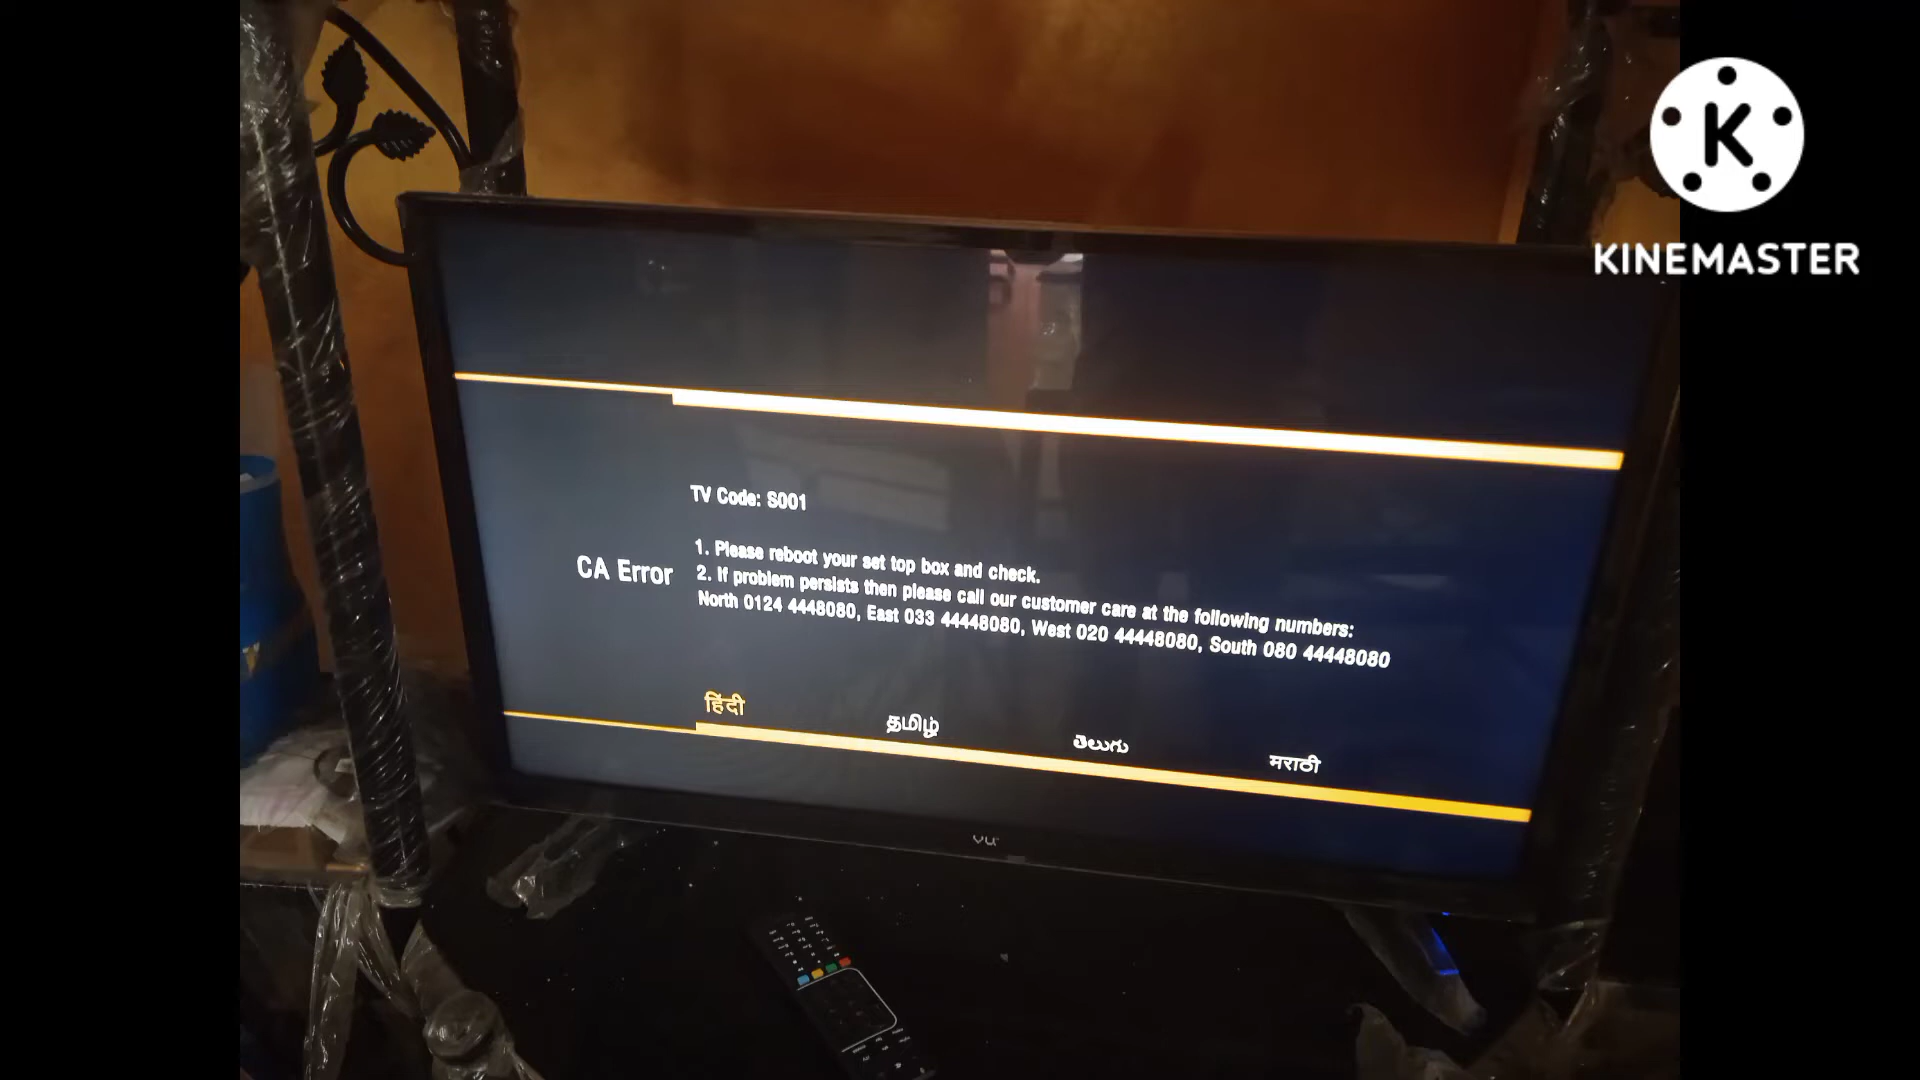 K
KINEMASTER
TV Code: S001
CA Error
1. Please reboot your set top box and check.
2. If problem persists then please call our customer care at the following numbers:
North 0124 4448080, East 033 44448080, West 020 44448080, South 080 44448080
हिंदी
தமிழ்
తెలుగు
मराठी
vu